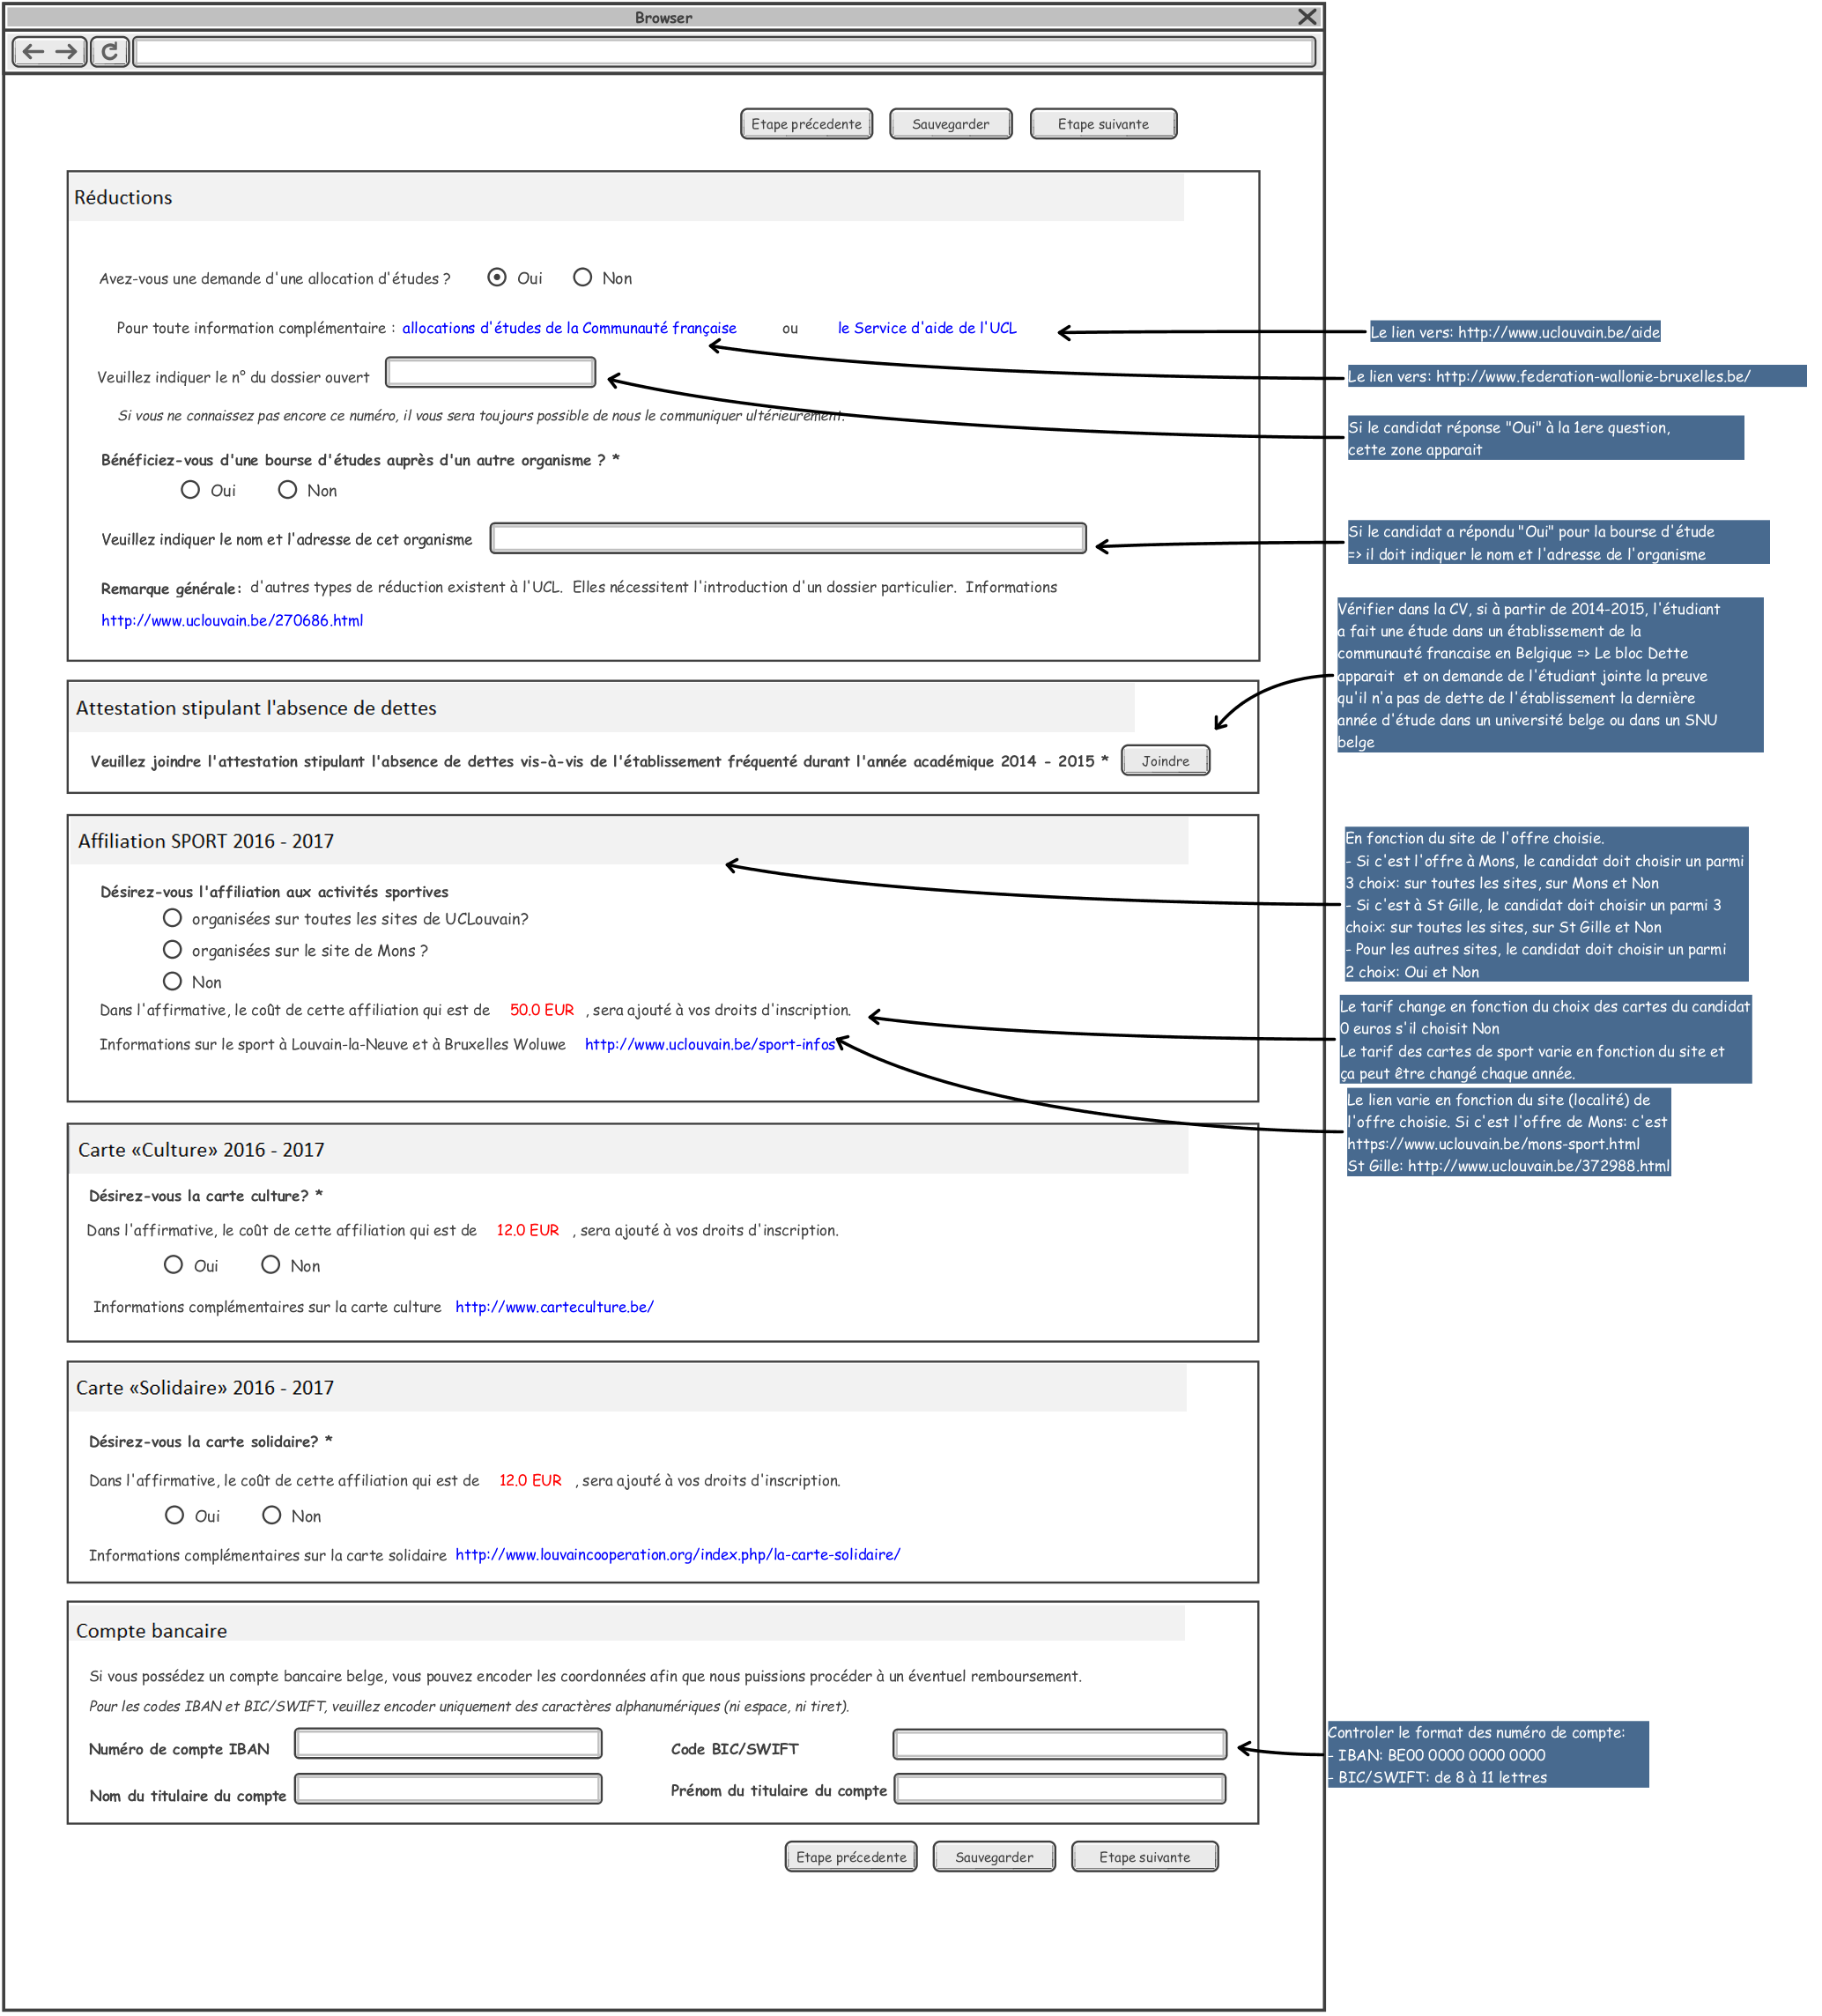 Browser
Etape précedente Sauvegarder Etape suivante
Réductions
Avez-vous une demande d'une allocation d'études ? Oui Non
Pour toute information complémentaire : allocations d'études de la Communauté française ou le Service d'aide de l'UCL
Le lien vers: http://www.uclouvain.be/aide
Veuillez indiquer le n° du dossier ouvert
Le lien vers: http://www.federation-wallonie-bruxelles.be/
Si vous ne connaissez pas encore ce numéro, il vous sera toujours possible de nous le communiquer ultérieurement.
Si le candidat réponse "Oui" à la 1ere question,
cette zone apparait
Bénéficiez-vous d'une bourse d'études auprès d'un autre organisme ? *
Oui Non
Veuillez indiquer le nom et l'adresse de cet organisme
Si le candidat a répondu "Oui" pour la bourse d'étude
=> il doit indiquer le nom et l'adresse de l'organisme
Remarque générale: d'autres types de réduction existent à l'UCL. Elles nécessitent l'introduction d'un dossier particulier. Informations
http://www.uclouvain.be/270686.html
Vérifier dans la CV, si à partir de 2014-2015, l'étudiant
a fait une étude dans un établissement de la
communauté francaise en Belgique => Le bloc Dette
apparait et on demande de l'étudiant jointe la preuve
qu'il n'a pas de dette de l'établissement la dernière
année d'étude dans un université belge ou dans un SNU
belge
Attestation stipulant l'absence de dettes
Veuillez joindre l'attestation stipulant l'absence de dettes vis-à-vis de l'établissement fréquenté durant l'année académique 2014 - 2015 * Joindre
Affiliation SPORT 2016 - 2017
Désirez-vous l'affiliation aux activités sportives
organisées sur toutes les sites de UCLouvain?
organisées sur le site de Mons ?
Non
En fonction du site de l'offre choisie.
- Si c'est l'offre à Mons, le candidat doit choisir un parmi
3 choix: sur toutes les sites, sur Mons et Non
- Si c'est à St Gille, le candidat doit choisir un parmi 3
choix: sur toutes les sites, sur St Gille et Non
- Pour les autres sites, le candidat doit choisir un parmi
2 choix: Oui et Non
Dans l'affirmative, le coût de cette affiliation qui est de 50.0 EUR , sera ajouté à vos droits d'inscription.
Informations sur le sport à Louvain-la-Neuve et à Bruxelles Woluwe http://www.uclouvain.be/sport-infos
Le tarif change en fonction du choix des cartes du candidat
0 euros s'il choisit Non
Le tarif des cartes de sport varie en fonction du site et
ça peut être changé chaque année.
Le lien varie en fonction du site (localité) de
l'offre choisie. Si c'est l'offre de Mons: c'est
https://www.uclouvain.be/mons-sport.html
St Gille: http://www.uclouvain.be/372988.html
Carte «Culture» 2016 - 2017
Désirez-vous la carte culture? *
Dans l'affirmative, le coût de cette affiliation qui est de 12.0 EUR , sera ajouté à vos droits d'inscription.
Oui Non
Informations complémentaires sur la carte culture http://www.carteculture.be/
Carte «Solidaire» 2016 - 2017
Désirez-vous la carte solidaire? *
Dans l'affirmative, le coût de cette affiliation qui est de 12.0 EUR , sera ajouté à vos droits d'inscription.
Oui Non
Informations complémentaires sur la carte solidaire http://www.louvaincooperation.org/index.php/la-carte-solidaire/
Compte bancaire
Si vous possédez un compte bancaire belge, vous pouvez encoder les coordonnées afin que nous puissions procéder à un éventuel remboursement.
Pour les codes IBAN et BIC/SWIFT, veuillez encoder uniquement des caractères alphanumériques (ni espace, ni tiret).
Numéro de compte IBAN Code BIC/SWIFT
Nom du titulaire du compte Prénom du titulaire du compte
Controler le format des numéro de compte:
- IBAN: BE00 0000 0000 0000
- BIC/SWIFT: de 8 à 11 lettres
Etape précedente Sauvegarder Etape suivante